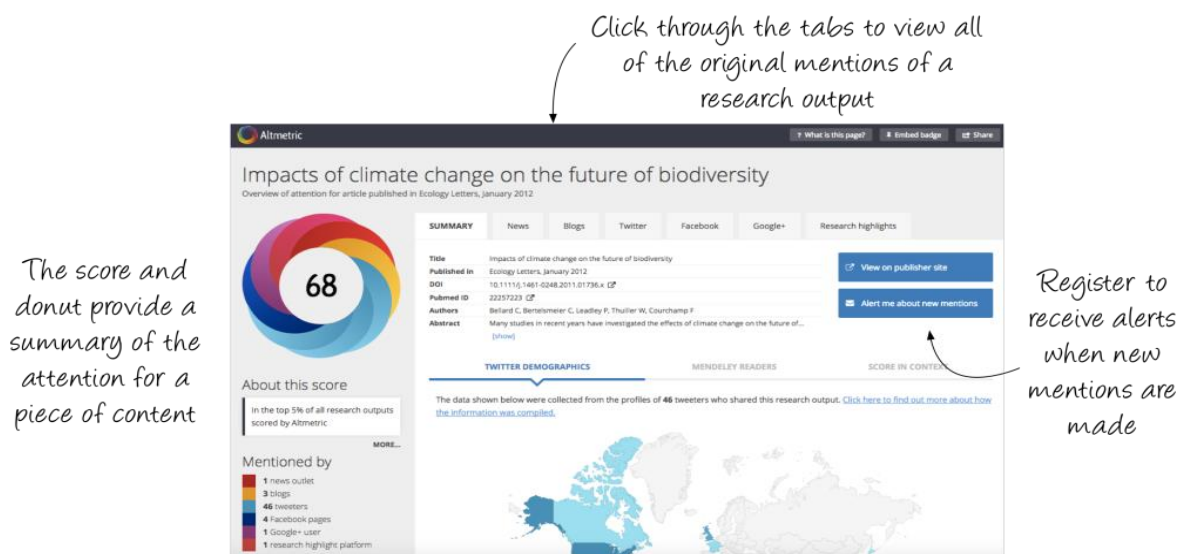 Click through the tabs to view all
of the original mentions of a
research output
Altmetric
? What is this page?
Embed badge
Share
Impacts of climate change on the future of biodiversity
Overview of attention for article published in Ecology Letters, January 2012
The score and
donut provide a
summary of the
attention for a
piece of content
68
About this score
In the top 5% of all research outputs
scored by Altmetric
MORE...
Mentioned by
1 news outlet
3 blogs
46 tweeters
4 Facebook pages
1 Google+ user
1 research highlight platform
SUMMARY News Blogs Twitter Facebook Google+ Research highlights
Title Impacts of climate change on the future of biodiversity
Published in Ecology Letters, January 2012
DOI 10.1111/j.1461-0248.2011.01736.x
Pubmed ID 22257223
Authors Bellard C, Bertelsmeier C, Leadley P, Thuiller W, Courchamp F
Abstract Many studies in recent years have investigated the effects of climate change on the future of...
[show]
View on publisher site
Alert me about new mentions
TWITTER DEMOGRAPHICS MENDELEY READERS SCORE IN CONTEXT
The data shown below were collected from the profiles of 46 tweeters who shared this research output. Click here to find out more about how
the information was compiled.
Register to
receive alerts
when new
mentions are
made